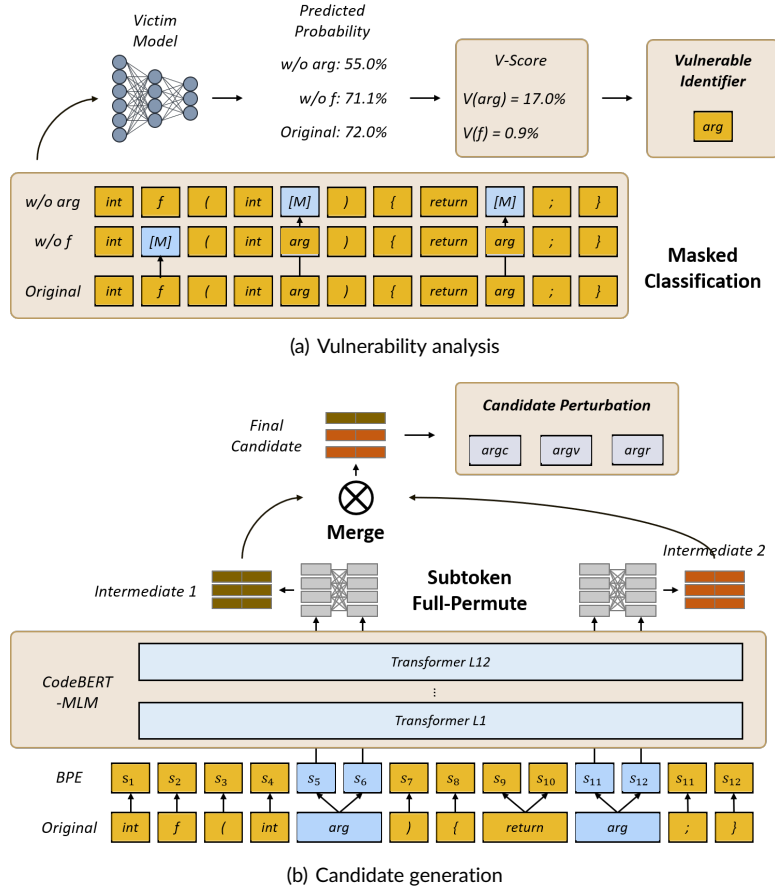 Victim
Model
Predicted
Probability
w/o arg: 55.0%
w/o f: 71.1%
Original: 72.0%
V-Score
V(arg) = 17.0%
V(f) = 0.9%
Vulnerable
Identifier
arg
w/o arg int f ( int [M] ) { return [M] ; }
w/o f int [M] ( int arg ) { return arg ; }
Original int f ( int arg ) { return arg ; }
Masked
Classification
(a) Vulnerability analysis
Final
Candidate
Candidate Perturbation
argc argv argr
Merge
Intermediate 1
Subtoken
Full-Permute
Intermediate 2
CodeBERT
-MLM
Transformer L12
⋮
Transformer L1
BPE s₁ s₂ s₃ s₄ s₅ s₆ s₇ s₈ s₉ s₁₀ s₁₁ s₁₂ s₁₁ s₁₂
Original int f ( int arg ) { return arg ; }
(b) Candidate generation